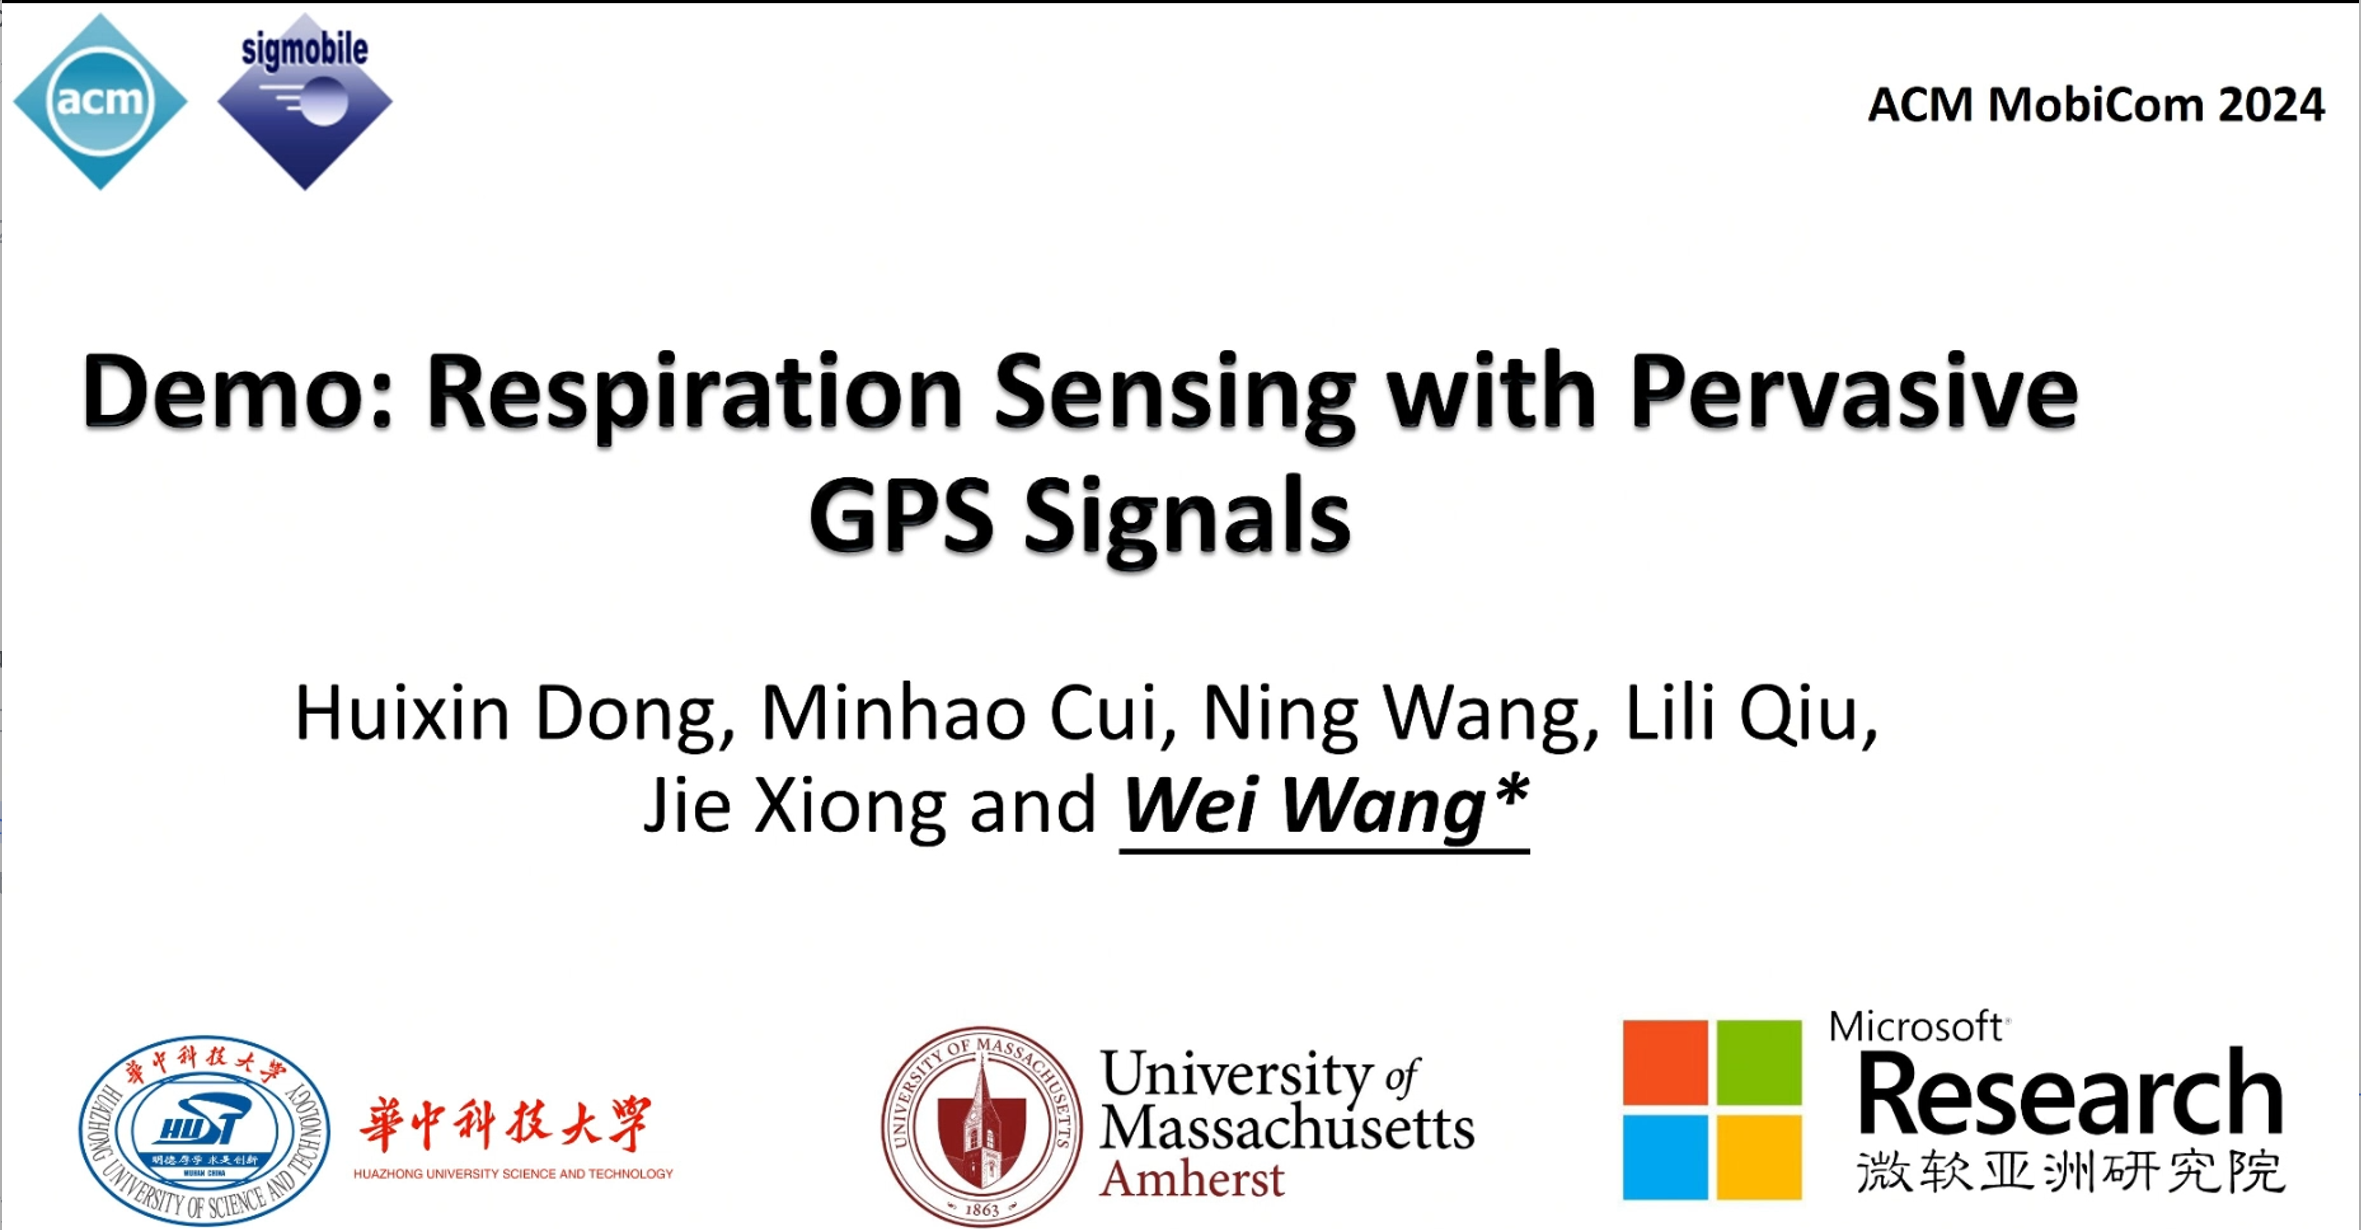 acm
sigmobile
ACM MobiCom 2024
Demo: Respiration Sensing with Pervasive
GPS Signals
Huixin Dong, Minhao Cui, Ning Wang, Lili Qiu,
Jie Xiong and Wei Wang*
華中科技大学
HUAZHONG UNIVERSITY OF SCIENCE AND TECHNOLOGY
HUST
明德厚学 求是创新
WUHAN CHINA
華中科技大学
HUAZHONG UNIVERSITY SCIENCE AND TECHNOLOGY
UNIVERSITY OF MASSACHUSETTS
1863
University of
Massachusetts
Amherst
Microsoft
Research
微软亚洲研究院